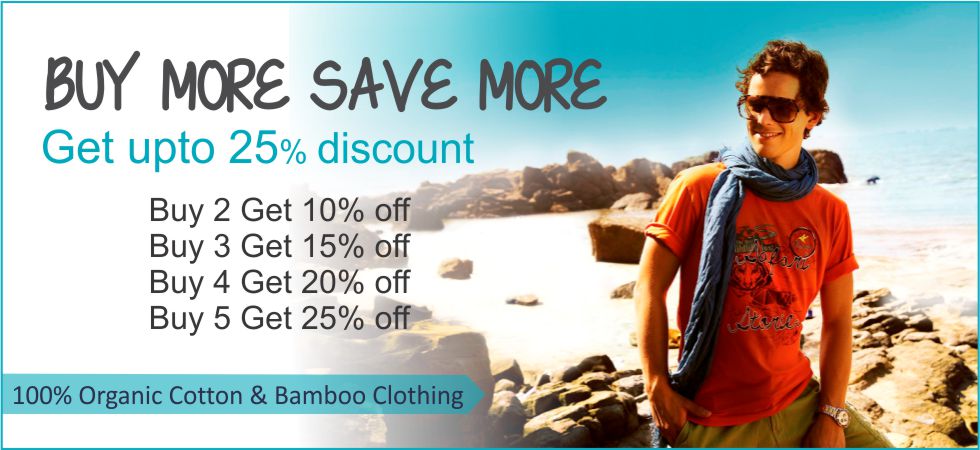 BUY MORE SAVE MORE
Get upto 25% discount
Buy 2 Get 10% off
Buy 3 Get 15% off
Buy 4 Get 20% off
Buy 5 Get 25% off
100% Organic Cotton & Bamboo Clothing